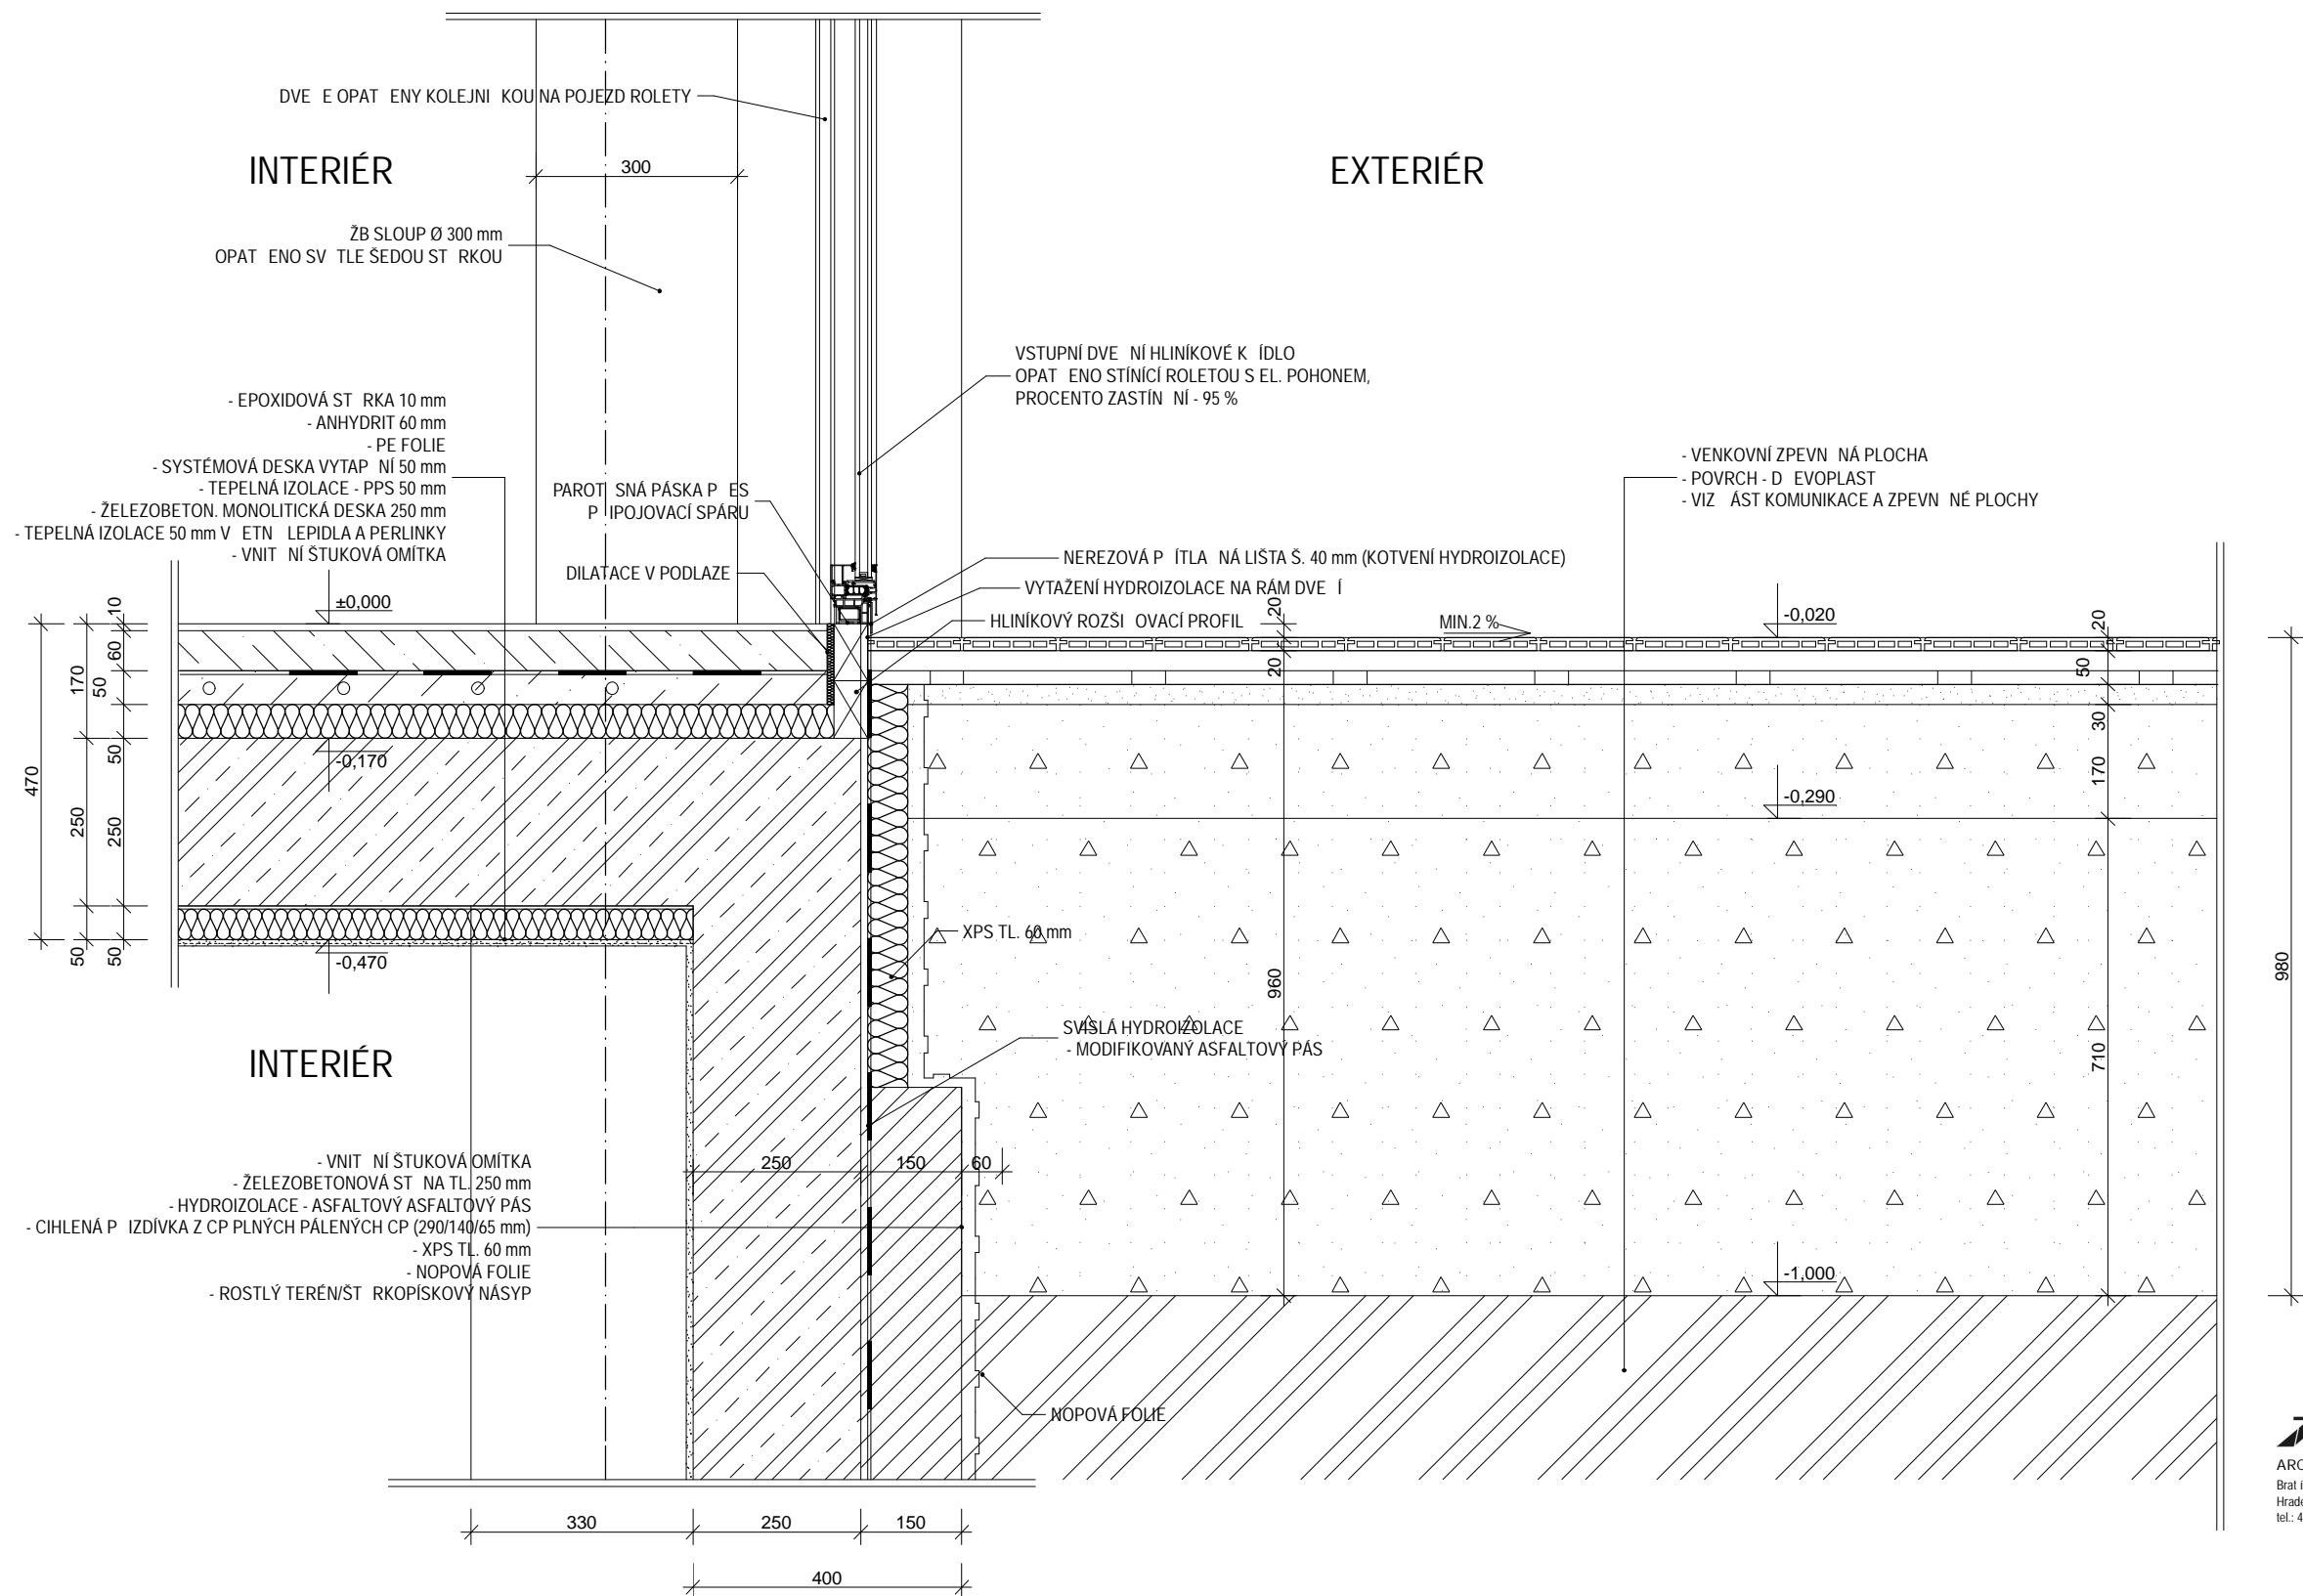 DVE E OPAT ENY KOLEJNI KOU NA POJEZD ROLETY
INTERIÉR
EXTERIÉR
300
ŽB SLOUP Ø 300 mm
OPAT ENO SV TLE ŠEDOU ST RKOU
VSTUPNÍ DVE NÍ HLINÍKOVÉ K ÍDLO
OPAT ENO STÍNÍCÍ ROLETOU S EL. POHONEM,
PROCENTO ZASTÍN NÍ - 95 %
- EPOXIDOVÁ ST RKA 10 mm
- ANHYDRIT 60 mm
- PE FOLIE
- SYSTÉMOVÁ DESKA VYTAP NÍ 50 mm
- TEPELNÁ IZOLACE - PPS 50 mm
- ŽELEZOBETON. MONOLITICKÁ DESKA 250 mm
- TEPELNÁ IZOLACE 50 mm V ETN LEPIDLA A PERLINKY
- VNIT NÍ ŠTUKOVÁ OMÍTKA
PAROT SNÁ PÁSKA P ES
P IPOJOVACÍ SPÁRU
DILATACE V PODLAZE
- VENKOVNÍ ZPEVN NÁ PLOCHA
- POVRCH - D EVOPLAST
- VIZ ÁST KOMUNIKACE A ZPEVN NÉ PLOCHY
NEREZOVÁ P ÍTLA NÁ LIŠTA Š. 40 mm (KOTVENÍ HYDROIZOLACE)
VYTAŽENÍ HYDROIZOLACE NA RÁM DVE Í
HLINÍKOVÝ ROZŠI OVACÍ PROFIL
MIN.2 %
±0,000
-0,020
10
60
50
50
250
50
170
250
50
470
20
20
960
20
50
30
170
710
980
-0,170
-0,290
-0,470
-1,000
XPS TL. 60 mm
SVISLÁ HYDROIZOLACE
- MODIFIKOVANÝ ASFALTOVÝ PÁS
INTERIÉR
- VNIT NÍ ŠTUKOVÁ OMÍTKA
- ŽELEZOBETONOVÁ ST NA TL. 250 mm
- HYDROIZOLACE - ASFALTOVÝ ASFALTOVÝ PÁS
- CIHLENÁ P IZDÍVKA Z CP PLNÝCH PÁLENÝCH CP (290/140/65 mm)
- XPS TL. 60 mm
- NOPOVÁ FOLIE
- ROSTLÝ TERÉN/ŠT RKOPÍSKOVÝ NÁSYP
250 150 60
NOPOVÁ FOLIE
330 250 150
400
ARC
Brat í
Hrade
tel.: 4